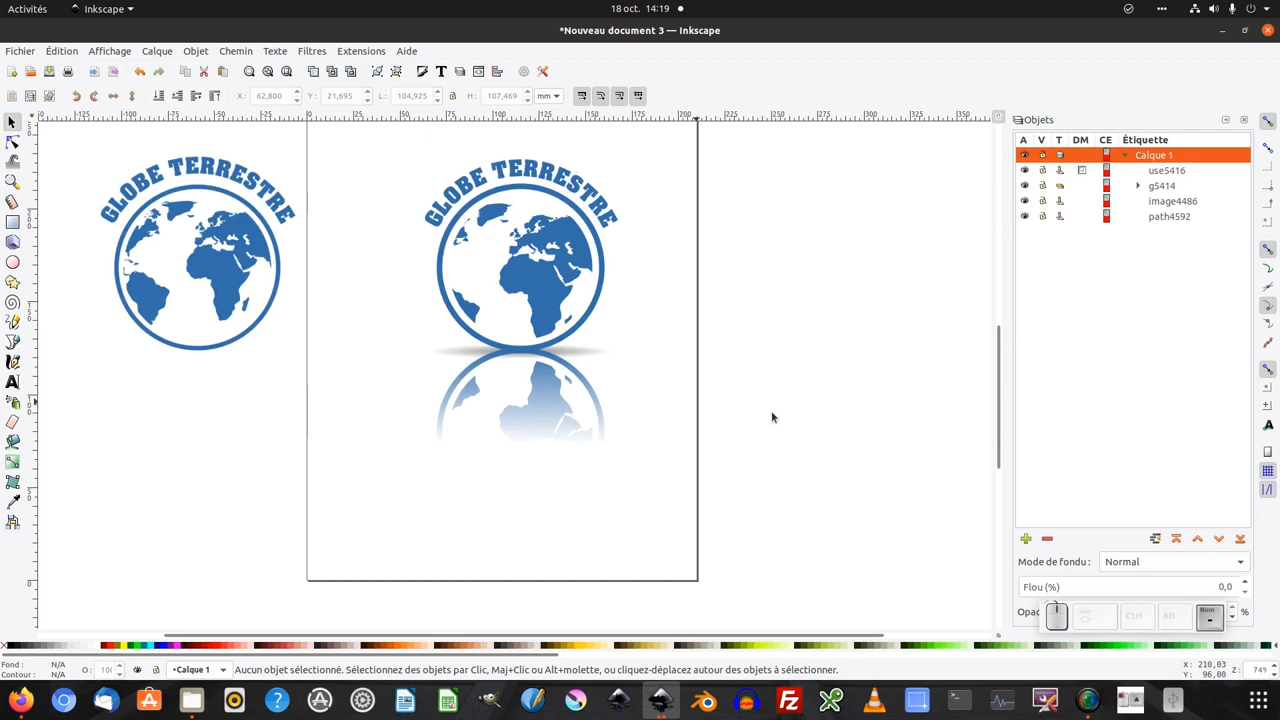 Activités
Inkscape
18 oct. 14:19
*Nouveau document 3 — Inkscape
Fichier Édition Affichage Calque Objet Chemin Texte Filtres Extensions Aide
X: 62,800 Y: 21,695 L: 104,925 H: 107,469 mm
Objets
A V T DM CE Étiquette
Calque 1
use5416
g5414
image4486
path4592
GLOBE TERRESTRE
GLOBE TERRESTRE
Mode de fondu : Normal
Flou (%) 0,0
Opac
Ctrl
Alt
Num
-
%
Fond : N/A
Contour : N/A
O:
•Calque 1
Aucun objet sélectionné. Sélectionnez des objets par Clic, Maj+Clic ou Alt+molette, ou cliquez-déplacez autour des objets à sélectionner.
X: 210,03
Y: 96,00
Z: 749